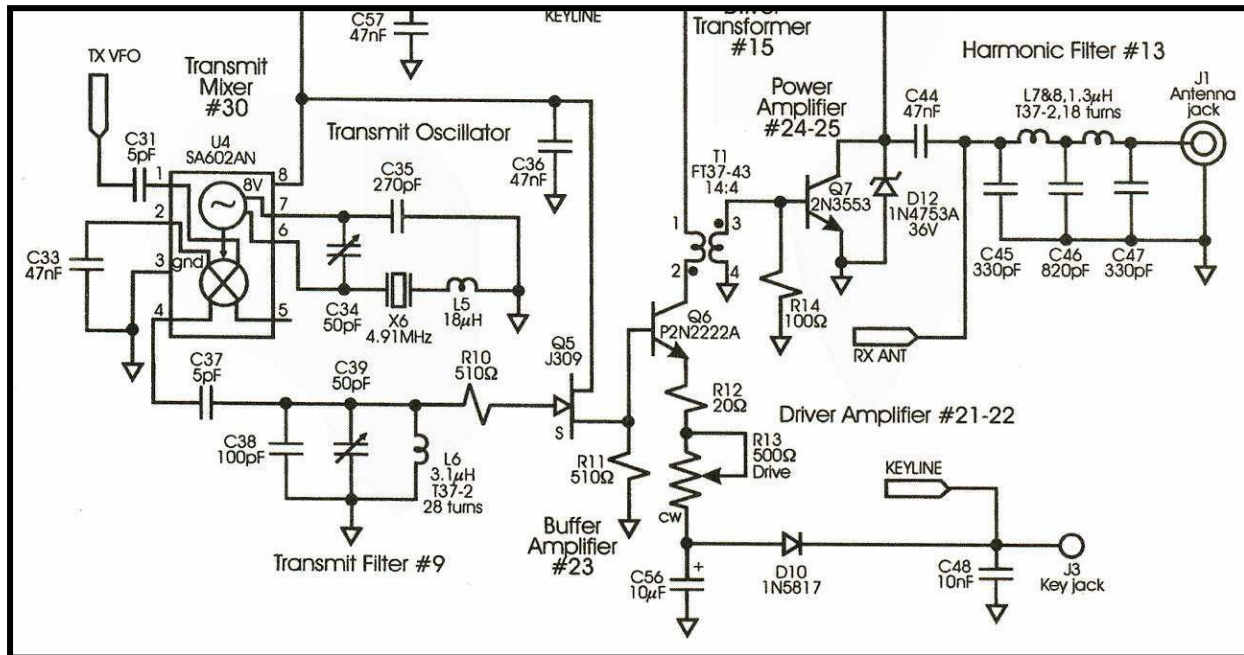 C57
47nF
KEYLINE
Driver
Transformer
#15
Harmonic Filter #13
TX VFO
Transmit
Mixer
#30
Power
Amplifier
#24-25
C44
47nF
L7&8,1.3µH
T37-2,18 turns
J1
Antenna
jack
U4
SA602AN
Transmit Oscillator
C31
5pF
C35
270pF
C36
47nF
T1
FT37-43
14:4
Q7
2N3553
D12
1N4753A
36V
1
2
3
4
8V
gnd
8
7
6
5
C33
47nF
1
2
3
4
C45
330pF
C46
820pF
C47
330pF
C34
50pF
X6
4.91MHz
L5
18µH
R14
100Ω
RX ANT
Q6
P2N2222A
C37
5pF
C39
50pF
R10
510Ω
Q5
J309
S
R12
20Ω
Driver Amplifier #21-22
C38
100pF
L6
3.1µH
T37-2
28 turns
R11
510Ω
R13
500Ω
Drive
CW
KEYLINE
Transmit Filter #9
Buffer
Amplifier
#23
C56
10µF
+
D10
1N5817
C48
10nF
J3
Key jack